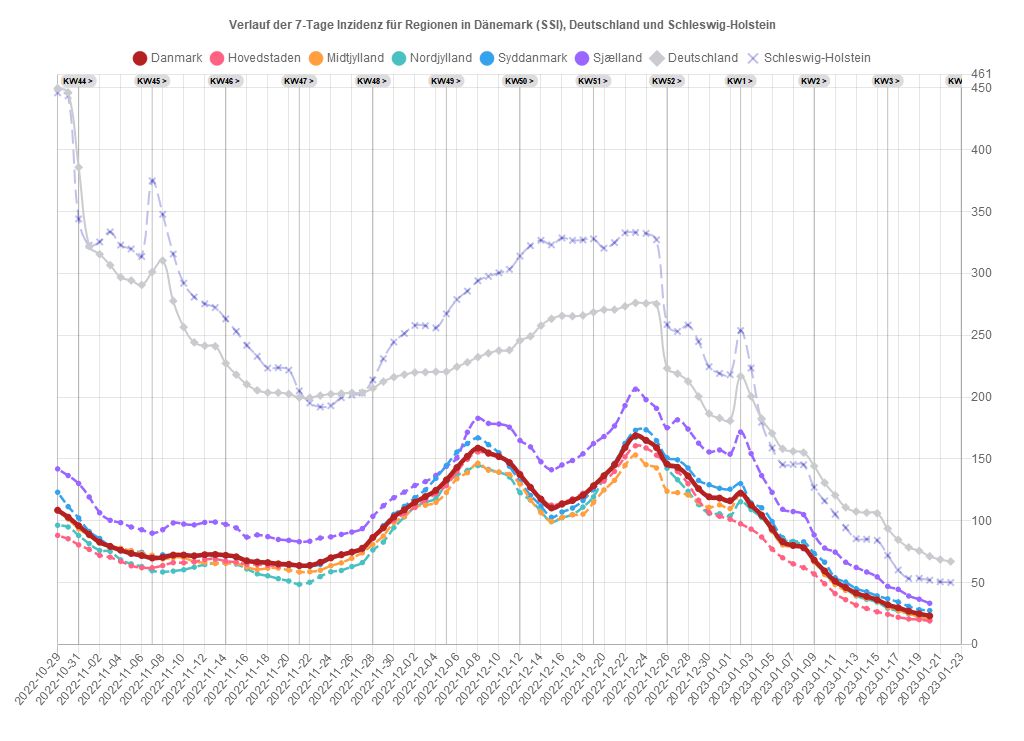 Verlauf der 7-Tage Inzidenz für Regionen in Dänemark (SSI), Deutschland und Schleswig-Holstein
Danmark Hovedstaden Midtjylland Nordjylland Syddanmark Sjælland Deutschland Schleswig-Holstein
KW44 > KW45 > KW46 > KW47 > KW48 > KW49 > KW50 > KW51 > KW52 > KW1 > KW2 > KW3 > KW
461
450
400
350
300
250
200
150
100
50
0
2022-10-29 2022-10-31 2022-11-02 2022-11-04 2022-11-06 2022-11-08 2022-11-10 2022-11-12 2022-11-14 2022-11-16 2022-11-18 2022-11-20 2022-11-22 2022-11-24 2022-11-26 2022-11-28 2022-11-30 2022-12-02 2022-12-04 2022-12-06 2022-12-08 2022-12-10 2022-12-12 2022-12-14 2022-12-16 2022-12-18 2022-12-20 2022-12-22 2022-12-24 2022-12-26 2022-12-28 2022-12-30 2023-01-01 2023-01-03 2023-01-05 2023-01-07 2023-01-09 2023-01-11 2023-01-13 2023-01-15 2023-01-17 2023-01-19 2023-01-21 2023-01-23